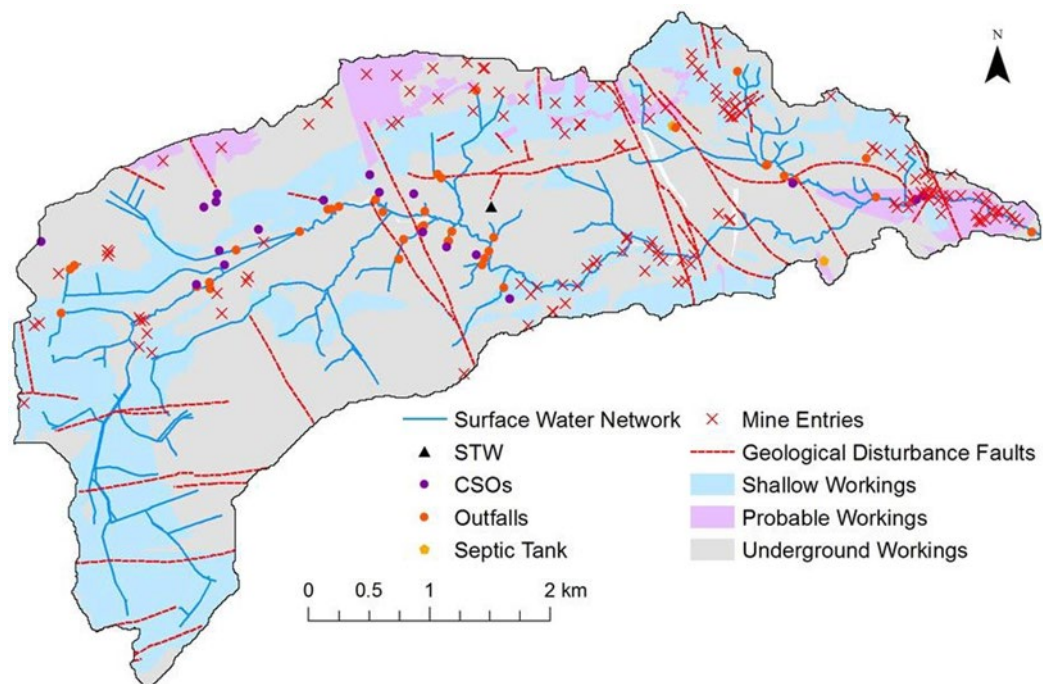 N
Surface Water Network
STW
CSOs
Outfalls
Septic Tank
Mine Entries
Geological Disturbance Faults
Shallow Workings
Probable Workings
Underground Workings
0 0.5 1 2 km